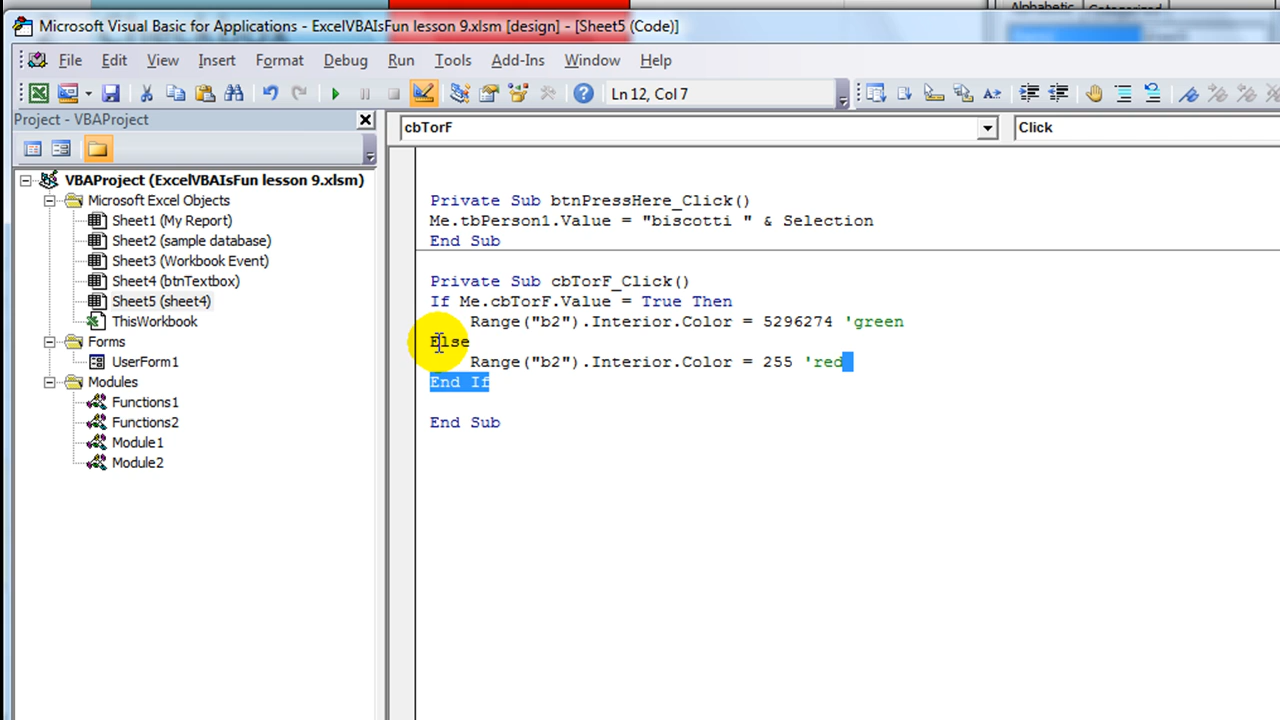 Alphabetic Categorized
Microsoft Visual Basic for Applications - ExcelVBAIsFun lesson 9.xlsm [design] - [Sheet5 (Code)]
File Edit View Insert Format Debug Run Tools Add-Ins Window Help
Ln 12, Col 7
Project - VBAProject
cbTorF
Click
VBAProject (ExcelVBAIsFun lesson 9.xlsm)
Microsoft Excel Objects
Sheet1 (My Report)
Sheet2 (sample database)
Sheet3 (Workbook Event)
Sheet4 (btnTextbox)
Sheet5 (sheet4)
ThisWorkbook
Forms
UserForm1
Modules
Functions1
Functions2
Module1
Module2
Private Sub btnPressHere_Click()
Me.tbPerson1.Value = "biscotti " & Selection
End Sub
Private Sub cbTorF_Click()
If Me.cbTorF.Value = True Then
Range("b2").Interior.Color = 5296274 'green
Else
Range("b2").Interior.Color = 255 'red
End If
End Sub